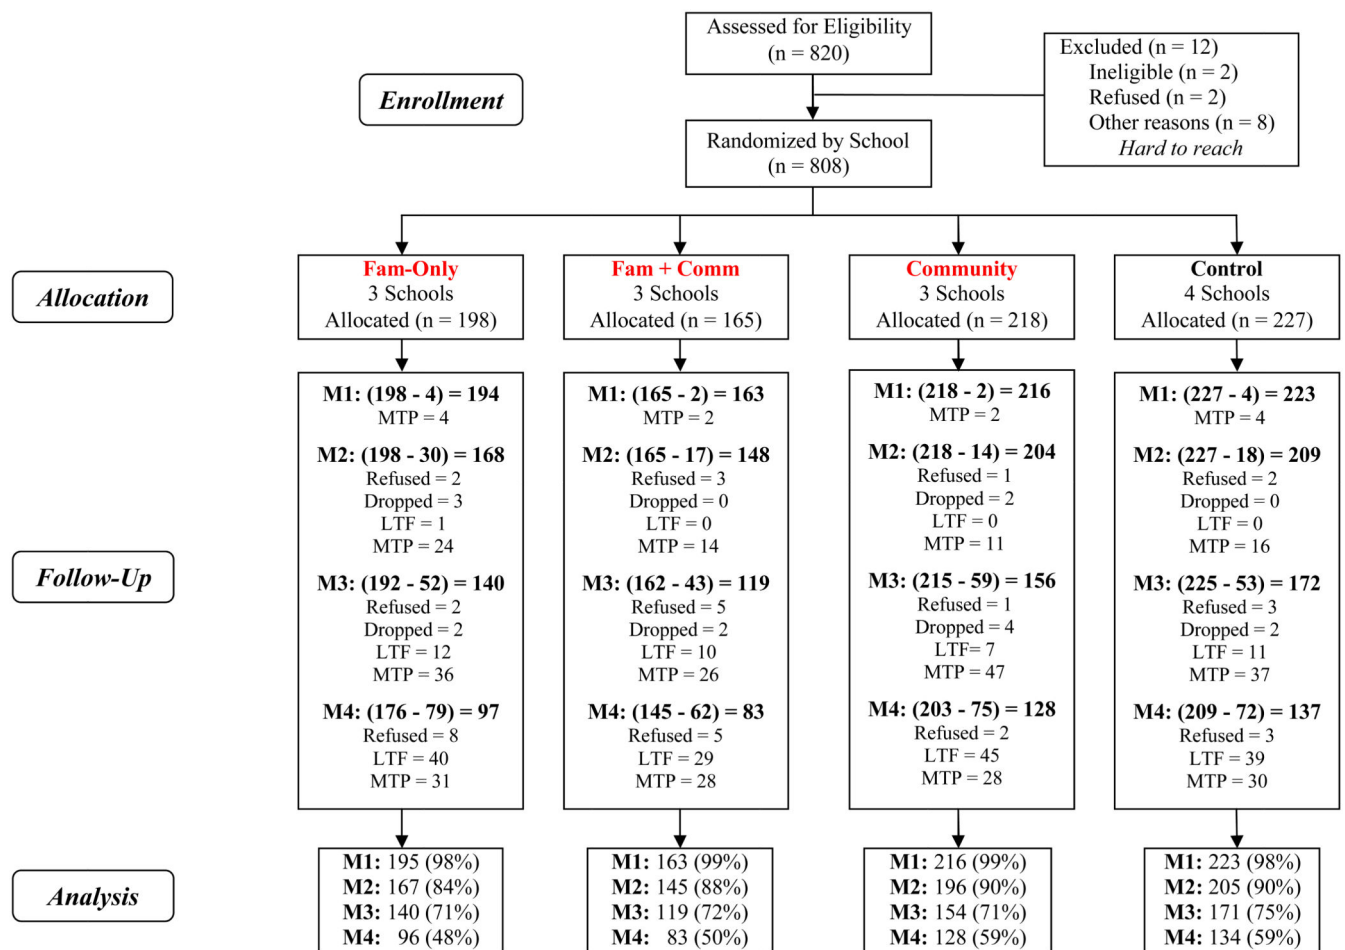 Assessed for Eligibility
(n = 820)
Excluded (n = 12)
Ineligible (n = 2)
Refused (n = 2)
Other reasons (n = 8)
Hard to reach
Enrollment
Randomized by School
(n = 808)
Allocation
Fam-Only
3 Schools
Allocated (n = 198)
Fam + Comm
3 Schools
Allocated (n = 165)
Community
3 Schools
Allocated (n = 218)
Control
4 Schools
Allocated (n = 227)
Follow-Up
M1: (198 - 4) = 194
MTP = 4
M2: (198 - 30) = 168
Refused = 2
Dropped = 3
LTF = 1
MTP = 24
M3: (192 - 52) = 140
Refused = 2
Dropped = 2
LTF = 12
MTP = 36
M4: (176 - 79) = 97
Refused = 8
LTF = 40
MTP = 31
M1: (165 - 2) = 163
MTP = 2
M2: (165 - 17) = 148
Refused = 3
Dropped = 0
LTF = 0
MTP = 14
M3: (162 - 43) = 119
Refused = 5
Dropped = 2
LTF = 10
MTP = 26
M4: (145 - 62) = 83
Refused = 5
LTF = 29
MTP = 28
M1: (218 - 2) = 216
MTP = 2
M2: (218 - 14) = 204
Refused = 1
Dropped = 2
LTF = 0
MTP = 11
M3: (215 - 59) = 156
Refused = 1
Dropped = 4
LTF= 7
MTP = 47
M4: (203 - 75) = 128
Refused = 2
LTF = 45
MTP = 28
M1: (227 - 4) = 223
MTP = 4
M2: (227 - 18) = 209
Refused = 2
Dropped = 0
LTF = 0
MTP = 16
M3: (225 - 53) = 172
Refused = 3
Dropped = 2
LTF = 11
MTP = 37
M4: (209 - 72) = 137
Refused = 3
LTF = 39
MTP = 30
Analysis
M1: 195 (98%)
M2: 167 (84%)
M3: 140 (71%)
M4: 96 (48%)
M1: 163 (99%)
M2: 145 (88%)
M3: 119 (72%)
M4: 83 (50%)
M1: 216 (99%)
M2: 196 (90%)
M3: 154 (71%)
M4: 128 (59%)
M1: 223 (98%)
M2: 205 (90%)
M3: 171 (75%)
M4: 134 (59%)